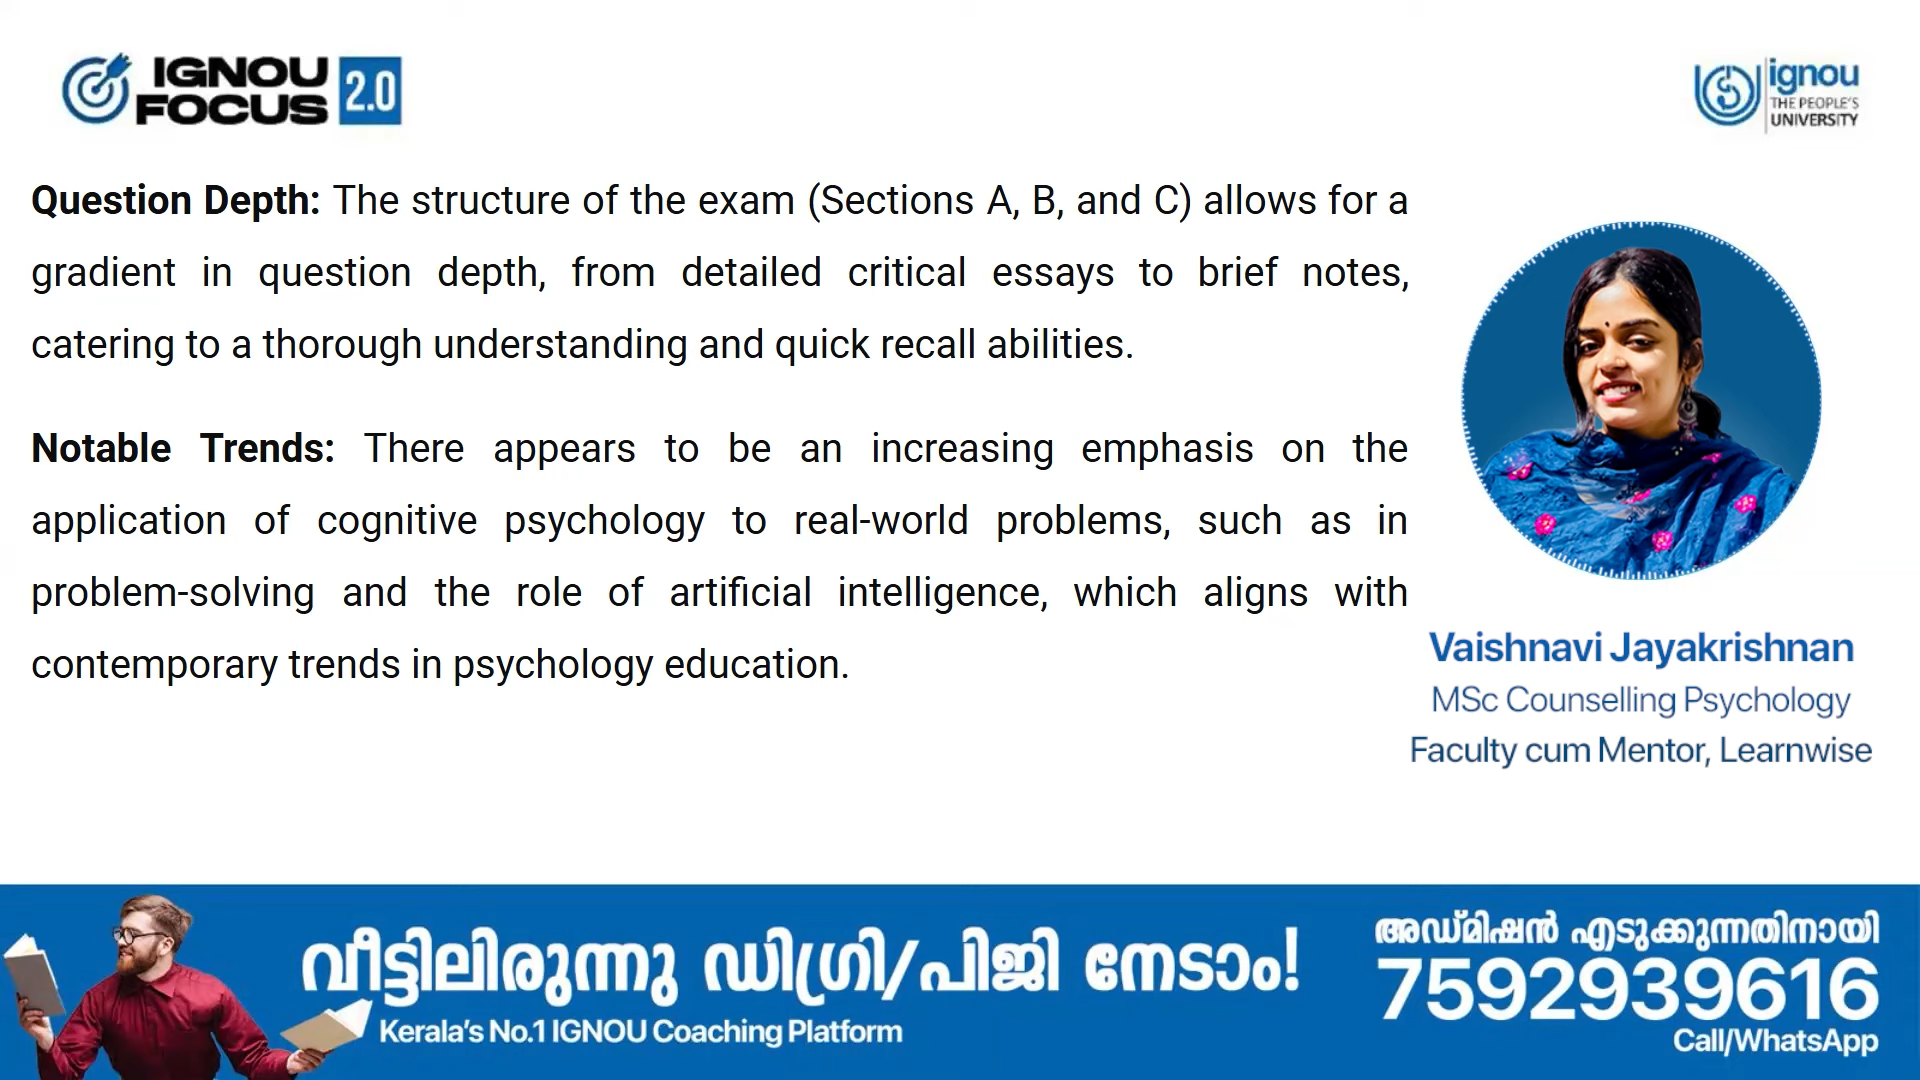 IGNOU
FOCUS 2.0
ignou
THE PEOPLE'S
UNIVERSITY
Question Depth: The structure of the exam (Sections A, B, and C) allows for a
gradient in question depth, from detailed critical essays to brief notes,
catering to a thorough understanding and quick recall abilities.
Notable Trends: There appears to be an increasing emphasis on the
application of cognitive psychology to real-world problems, such as in
problem-solving and the role of artificial intelligence, which aligns with
contemporary trends in psychology education.
Vaishnavi Jayakrishnan
MSc Counselling Psychology
Faculty cum Mentor, Learnwise
വീട്ടിലിരുന്നു ഡിഗ്രി/പിജി നേടാം!
Kerala's No.1 IGNOU Coaching Platform
അഡ്മിഷൻ എടുക്കുന്നതിനായി
7592939616
Call/WhatsApp